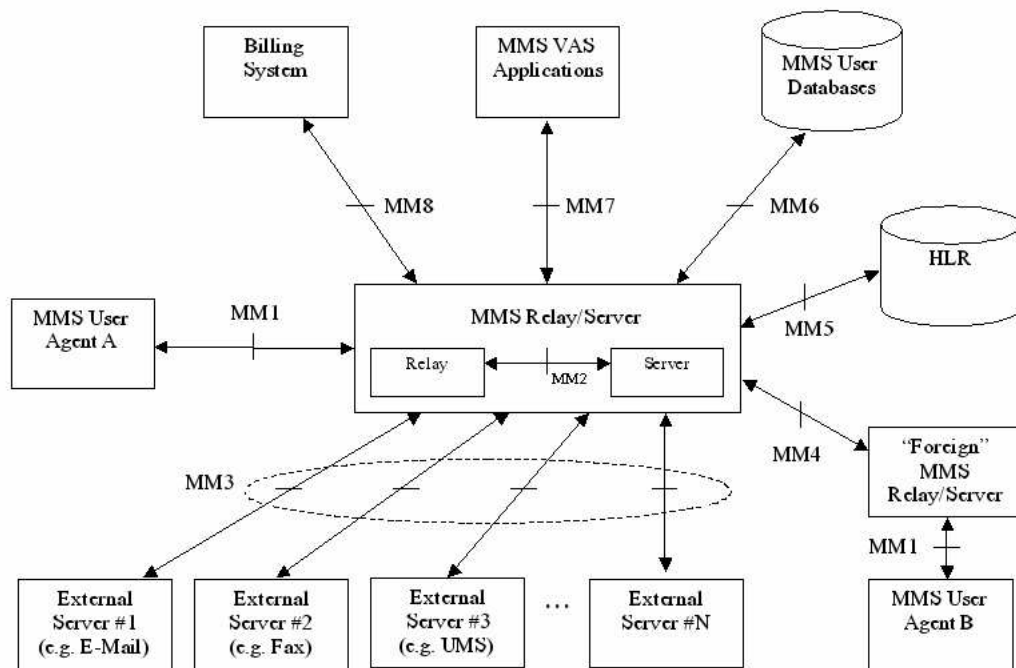 Billing
System
MMS VAS
Applications
MMS User
Databases
MM8
MM7
MM6
HLR
MM5
MMS User
Agent A
MM1
MMS Relay/Server
Relay
MM2
Server
MM4
"Foreign"
MMS
Relay/Server
MM3
MM1
External
Server #1
(e.g. E-Mail)
External
Server #2
(e.g. Fax)
External
Server #3
(e.g. UMS)
...
External
Server #N
MMS User
Agent B